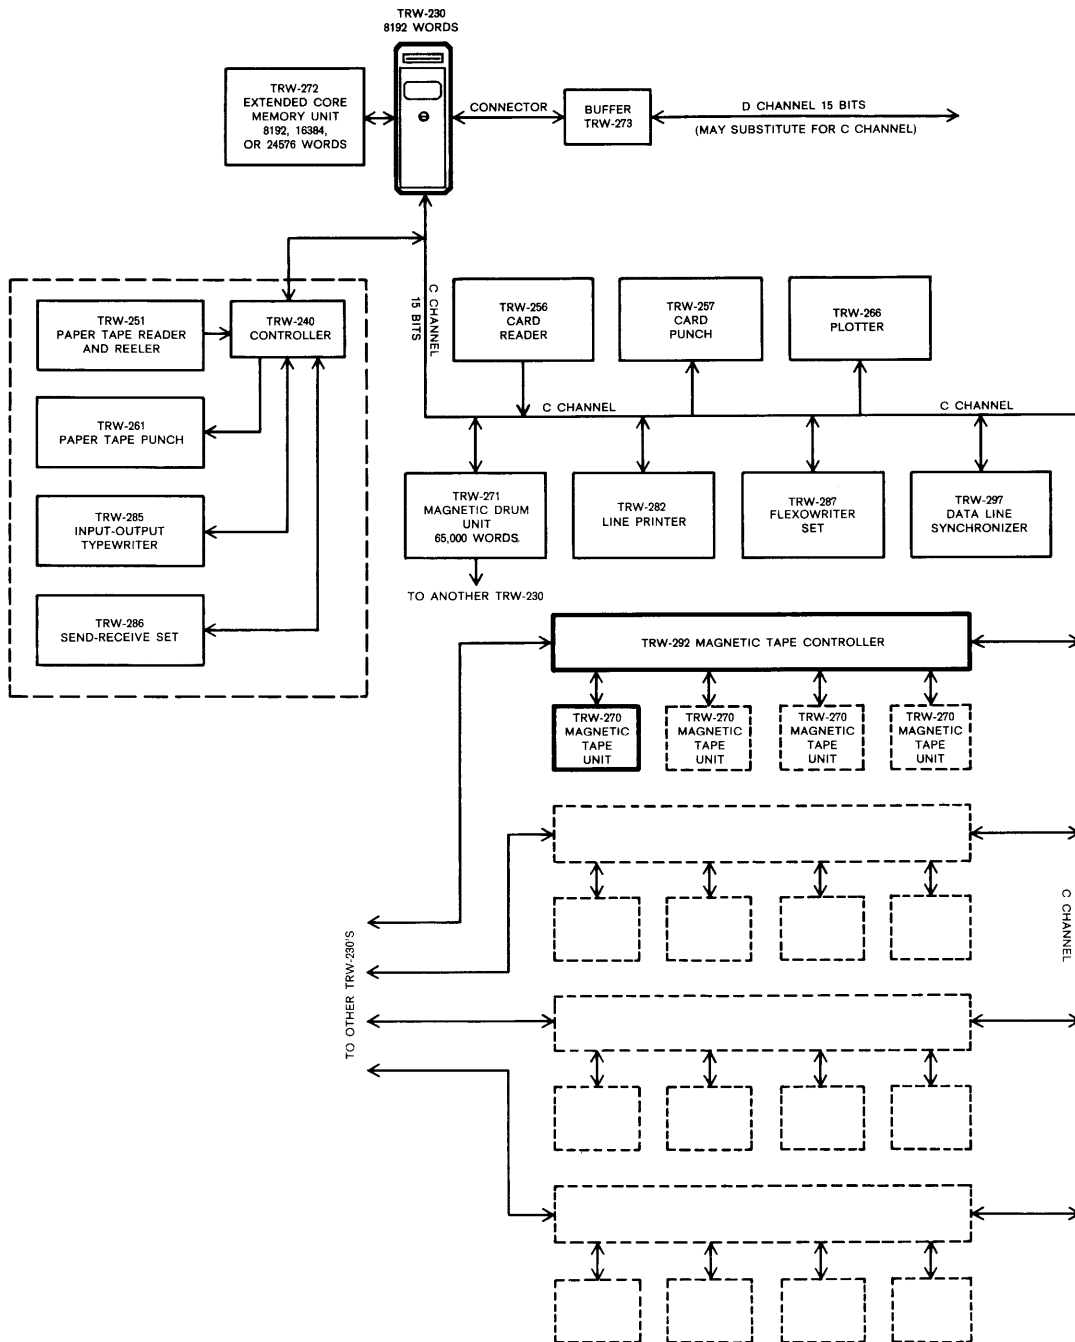 TRW-230
8192 WORDS
TRW-272
EXTENDED CORE
MEMORY UNIT
8192, 16384,
OR 24576 WORDS
CONNECTOR
BUFFER
TRW-273
D CHANNEL 15 BITS
(MAY SUBSTITUTE FOR C CHANNEL)
TRW-251
PAPER TAPE READER
AND REELER
TRW-240
CONTROLLER
TRW-261
PAPER TAPE PUNCH
TRW-285
INPUT-OUTPUT
TYPEWRITER
TRW-286
SEND-RECEIVE SET
C CHANNEL
15 BITS
TRW-256
CARD
READER
TRW-257
CARD
PUNCH
TRW-266
PLOTTER
C CHANNEL
C CHANNEL
TRW-271
MAGNETIC DRUM
UNIT
65,000 WORDS.
TRW-282
LINE PRINTER
TRW-287
FLEXOWRITER
SET
TRW-297
DATA LINE
SYNCHRONIZER
TO ANOTHER TRW-230
TRW-292 MAGNETIC TAPE CONTROLLER
TRW-270
MAGNETIC
TAPE
UNIT
TRW-270
MAGNETIC
TAPE
UNIT
TRW-270
MAGNETIC
TAPE
UNIT
TRW-270
MAGNETIC
TAPE
UNIT
TO OTHER TRW-230'S
C CHANNEL